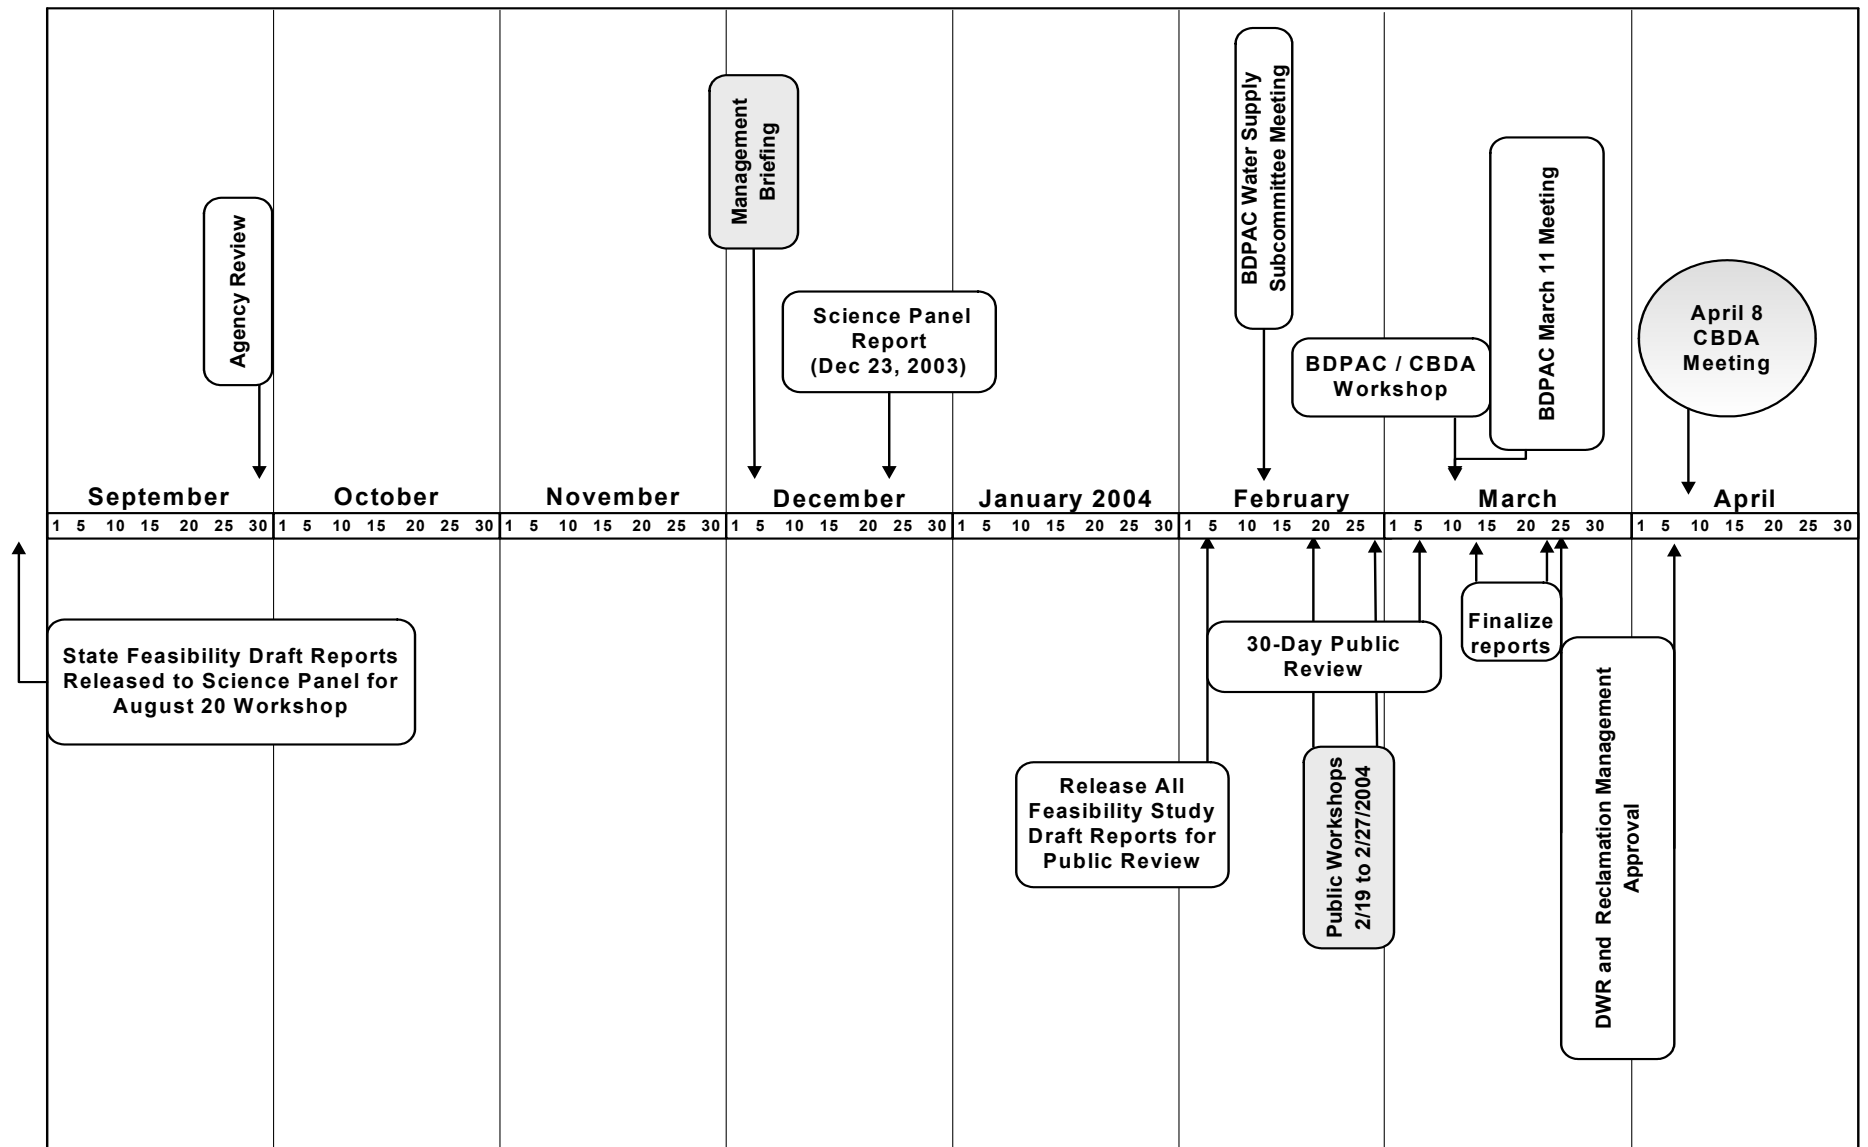 Agency Review
Management
Briefing
Science Panel
Report
(Dec 23, 2003)
BDPAC Water Supply
Subcommittee Meeting
BDPAC / CBDA
Workshop
BDPAC March 11 Meeting
April 8
CBDA
Meeting
September
October
November
December
January 2004
February
March
April
1 5 10 15 20 25 30
1 5 10 15 20 25 30
1 5 10 15 20 25 30
1 5 10 15 20 25 30
1 5 10 15 20 25 30
1 5 10 15 20 25
1 5 10 15 20 25 30
1 5 10 15 20 25 30
State Feasibility Draft Reports
Released to Science Panel for
August 20 Workshop
Release All
Feasibility Study
Draft Reports for
Public Review
30-Day Public
Review
Public Workshops
2/19 to 2/27/2004
Finalize
reports
DWR and Reclamation Management
Approval